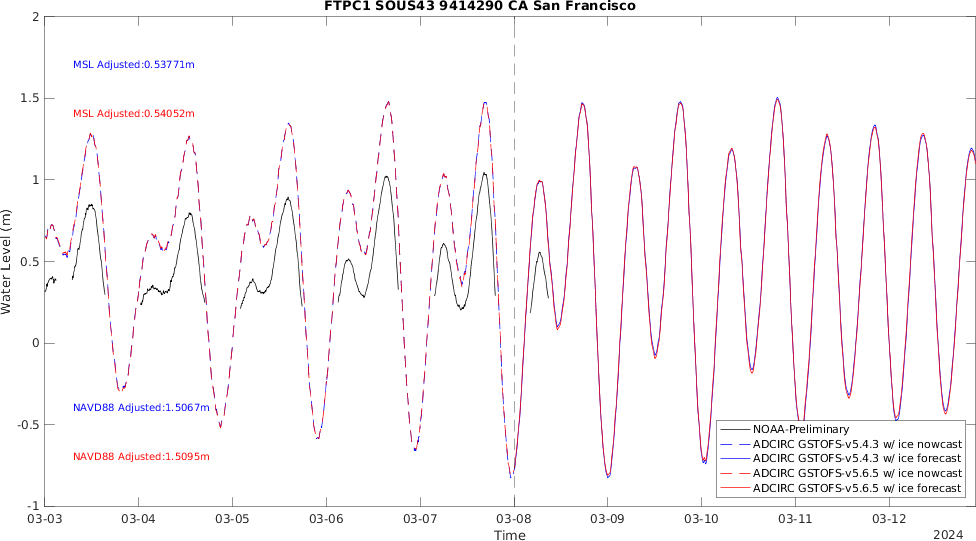 FTPC1 SOUS43 9414290 CA San Francisco
2
1.5
1
0.5
0
-0.5
-1
Water Level (m)
MSL Adjusted:0.53771m
MSL Adjusted:0.54052m
NAVD88 Adjusted:1.5067m
NAVD88 Adjusted:1.5095m
NOAA-Preliminary
ADCIRC GSTOFS-v5.4.3 w/ ice nowcast
ADCIRC GSTOFS-v5.4.3 w/ ice forecast
ADCIRC GSTOFS-v5.6.5 w/ ice nowcast
ADCIRC GSTOFS-v5.6.5 w/ ice forecast
03-03 03-04 03-05 03-06 03-07 03-08 03-09 03-10 03-11 03-12
Time
2024